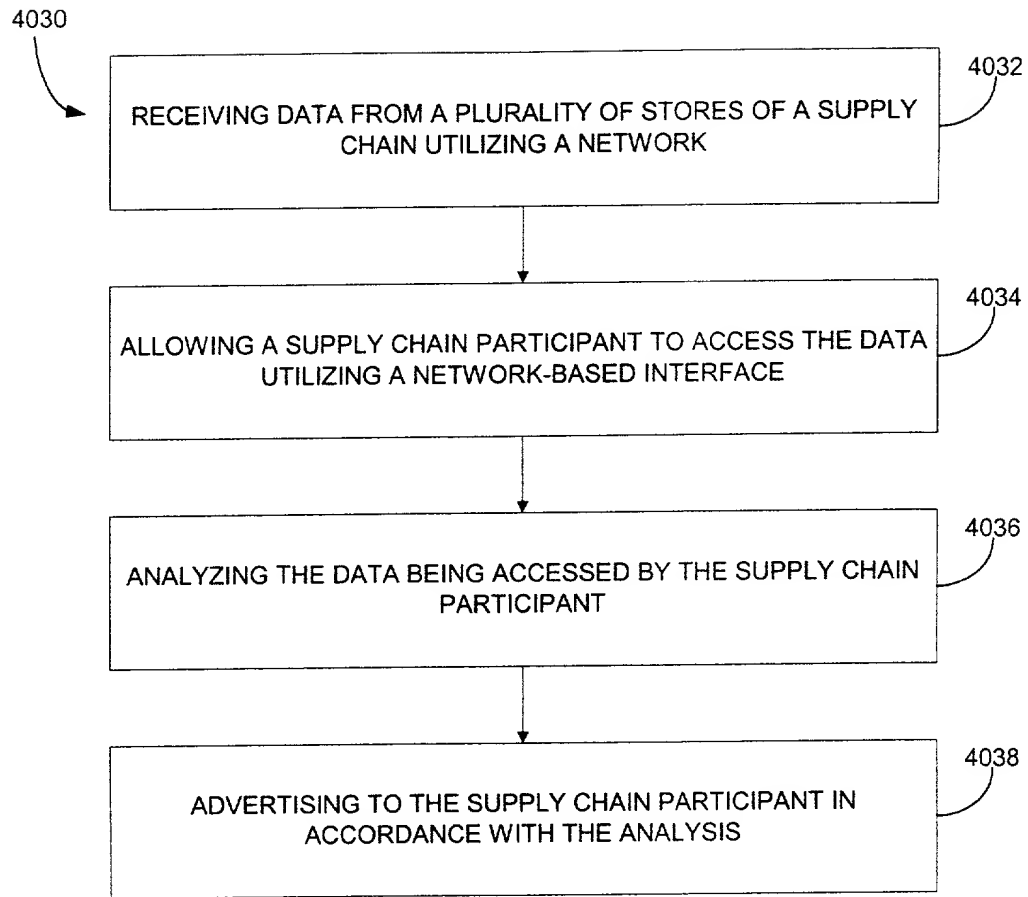 4030
4032
RECEIVING DATA FROM A PLURALITY OF STORES OF A SUPPLY
CHAIN UTILIZING A NETWORK
4034
ALLOWING A SUPPLY CHAIN PARTICIPANT TO ACCESS THE DATA
UTILIZING A NETWORK-BASED INTERFACE
4036
ANALYZING THE DATA BEING ACCESSED BY THE SUPPLY CHAIN
PARTICIPANT
4038
ADVERTISING TO THE SUPPLY CHAIN PARTICIPANT IN
ACCORDANCE WITH THE ANALYSIS